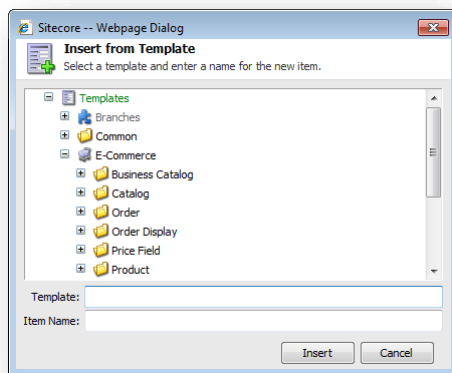 Sitecore -- Webpage Dialog
Insert from Template
Select a template and enter a name for the new item.
Templates
Branches
Common
E-Commerce
Business Catalog
Catalog
Order
Order Display
Price Field
Product
Template:
Item Name:
Insert Cancel